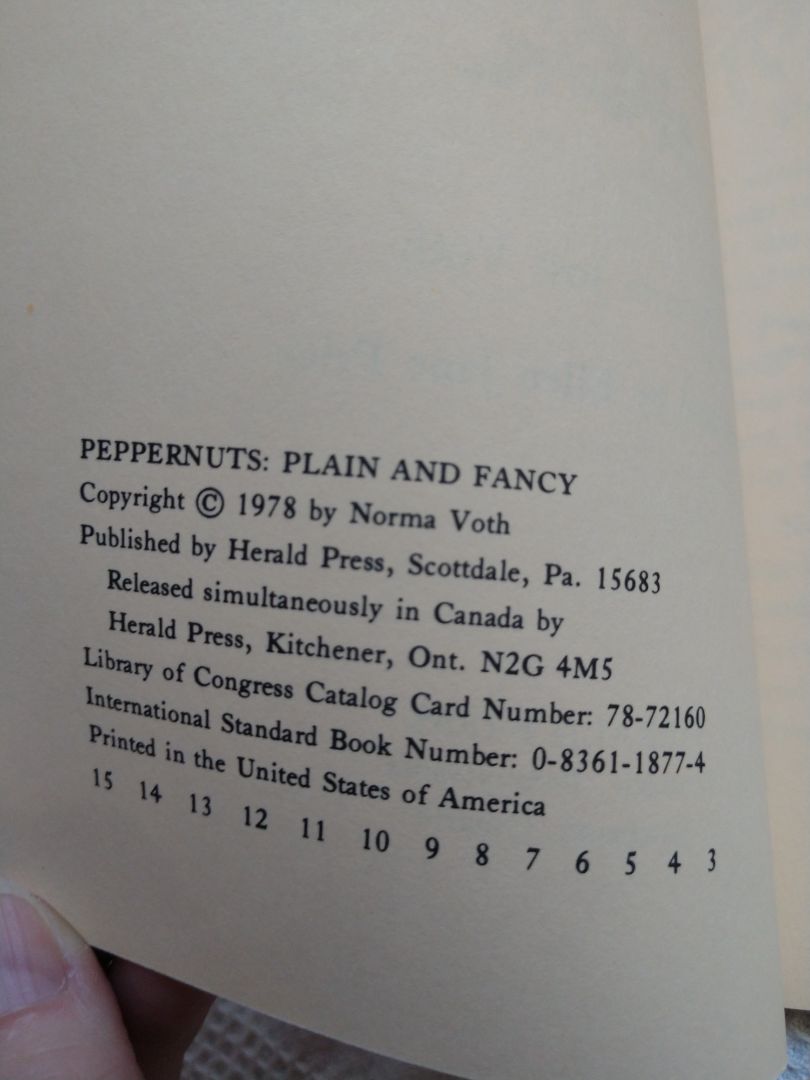 PEPPERNUTS: PLAIN AND FANCY
Copyright © 1978 by Norma Voth
Published by Herald Press, Scottdale, Pa. 15683
Released simultaneously in Canada by
Herald Press, Kitchener, Ont. N2G 4M5
Library of Congress Catalog Card Number: 78-72160
International Standard Book Number: 0-8361-1877-4
Printed in the United States of America
15 14 13 12 11 10 9 8 7 6 5 4 3